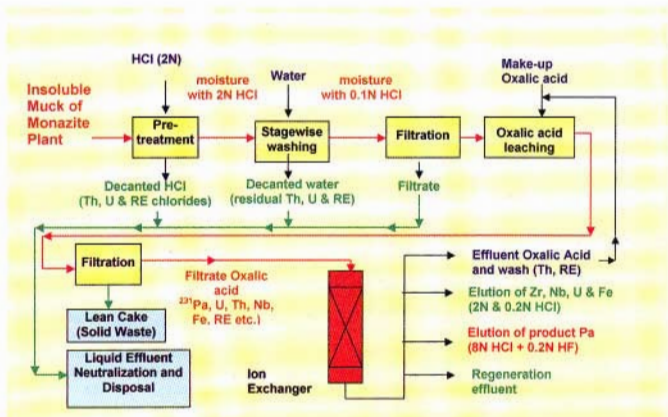 HCl (2N)
Insoluble
Muck of
Monazite
Plant
moisture
with 2N HCl
Water
moisture
with 0.1N HCl
Make-up
Oxalic acid
Pre-
treatment
Stagewise
washing
Filtration
Oxalic acid
leaching
Decanted HCl
(Th, U & RE chlorides)
Decanted water
(residual Th, U & RE)
Filtrate
Filtration
Filtrate Oxalic
acid
²³¹Pa, U, Th, Nb,
Fe, RE etc.)
Lean Cake
(Solid Waste)
Liquid Effluent
Neutralization and
Disposal
Ion
Exchanger
Effluent Oxalic Acid
and wash (Th, RE)
Elution of Zr, Nb, U & Fe
(2N & 0.2N HCl)
Elution of product Pa
(8N HCl + 0.2N HF)
Regeneration
effluent